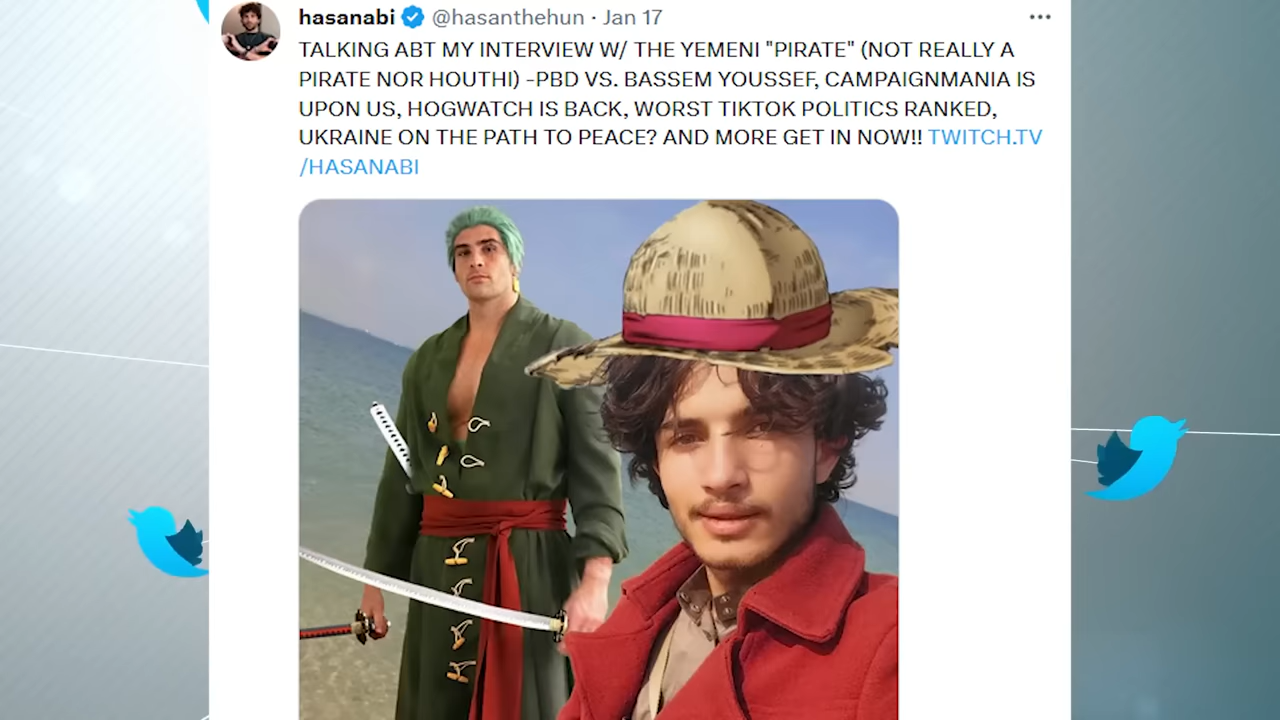 hasanabi @hasanthehun · Jan 17
TALKING ABT MY INTERVIEW W/ THE YEMENI "PIRATE" (NOT REALLY A
PIRATE NOR HOUTHI) -PBD VS. BASSEM YOUSSEF, CAMPAIGNMANIA IS
UPON US, HOGWATCH IS BACK, WORST TIKTOK POLITICS RANKED,
UKRAINE ON THE PATH TO PEACE? AND MORE GET IN NOW!! TWITCH.TV
/HASANABI